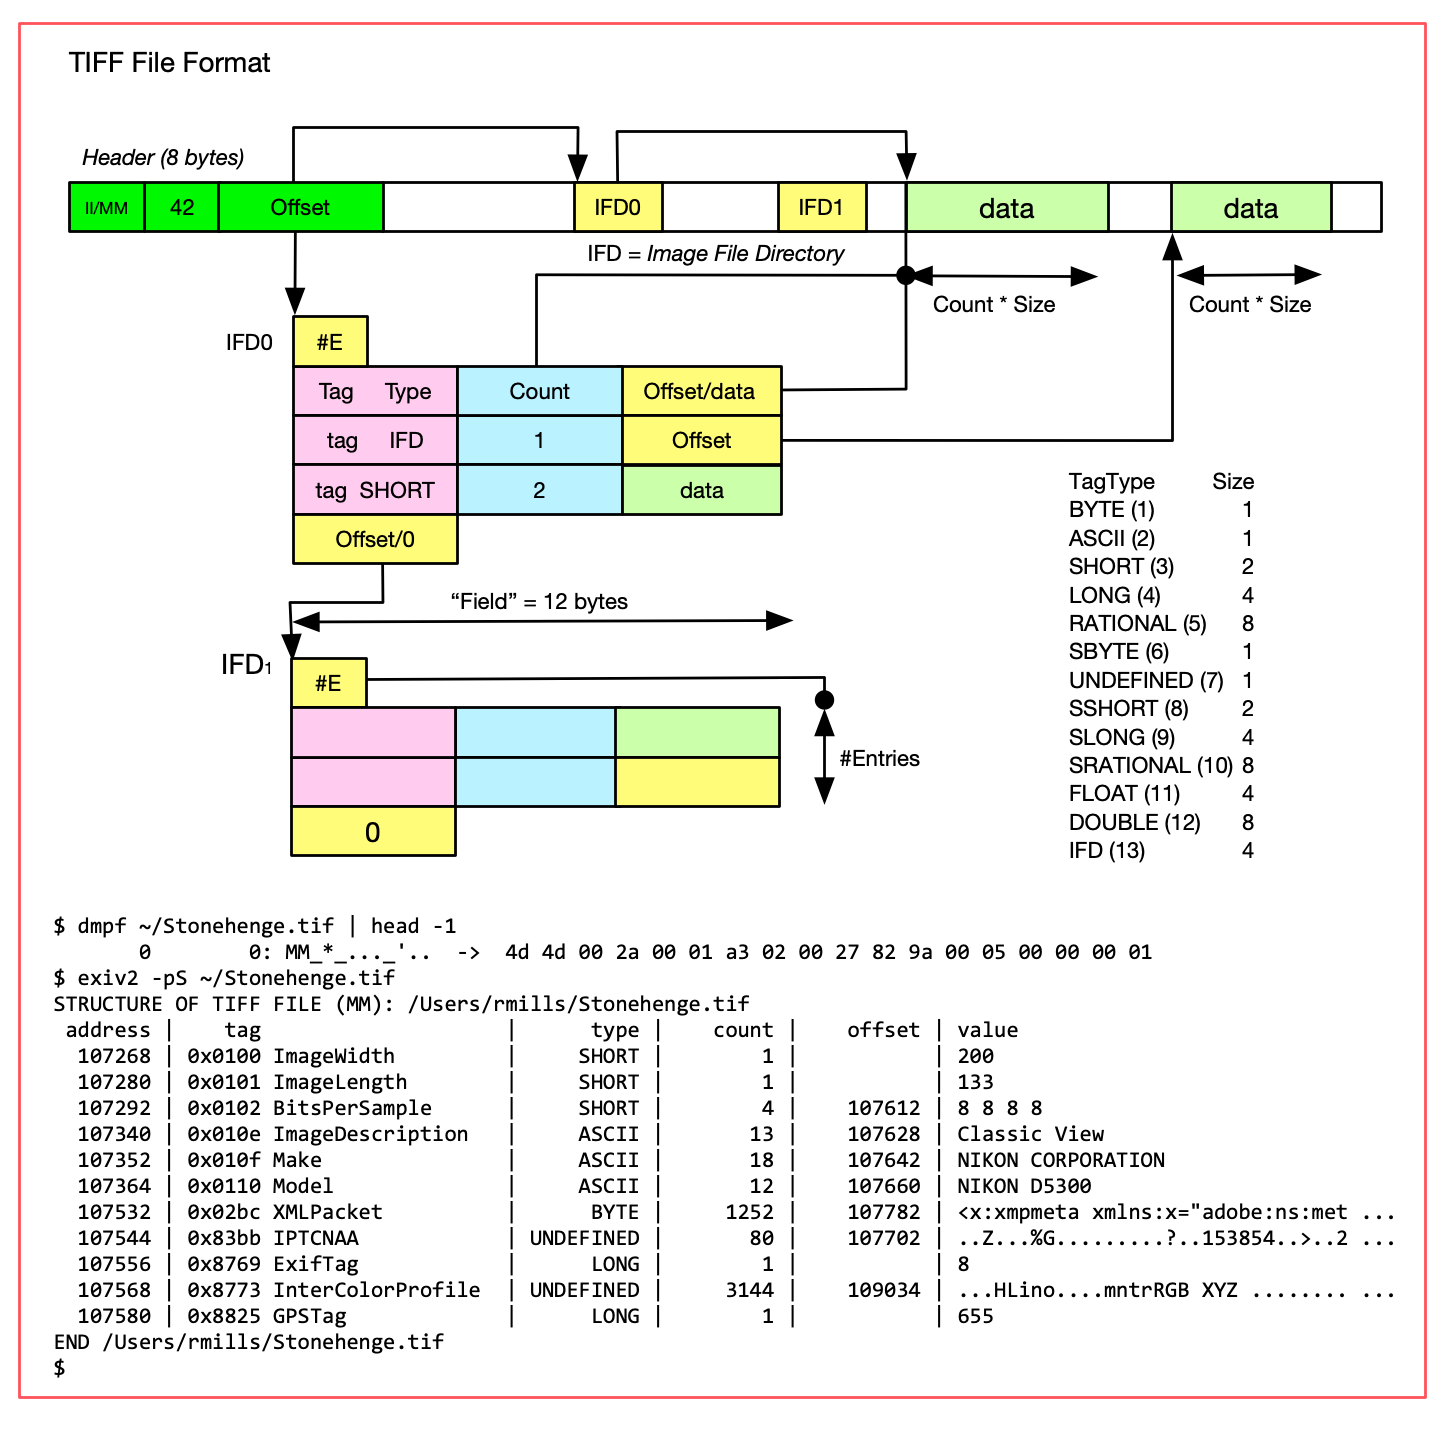 TIFF File Format
Header (8 bytes)
II/MM 42 Offset IFD0 IFD1 data data
IFD = Image File Directory
Count * Size Count * Size
IFD0 #E
Tag Type Count Offset/data
tag IFD 1 Offset
tag SHORT 2 data
Offset/0
“Field” = 12 bytes
IFD1 #E
#Entries
0
TagType Size
BYTE (1) 1
ASCII (2) 1
SHORT (3) 2
LONG (4) 4
RATIONAL (5) 8
SBYTE (6) 1
UNDEFINED (7) 1
SSHORT (8) 2
SLONG (9) 4
SRATIONAL (10) 8
FLOAT (11) 4
DOUBLE (12) 8
IFD (13) 4
$ dmpf ~/Stonehenge.tif | head -1
0 0: MM_*_..._'.. -> 4d 4d 00 2a 00 01 a3 02 00 27 82 9a 00 05 00 00 00 01
$ exiv2 -pS ~/Stonehenge.tif
STRUCTURE OF TIFF FILE (MM): /Users/rmills/Stonehenge.tif
address | tag | type | count | offset | value
107268 | 0x0100 ImageWidth | SHORT | 1 | | 200
107280 | 0x0101 ImageLength | SHORT | 1 | | 133
107292 | 0x0102 BitsPerSample | SHORT | 4 | 107612 | 8 8 8 8
107340 | 0x010e ImageDescription | ASCII | 13 | 107628 | Classic View
107352 | 0x010f Make | ASCII | 18 | 107642 | NIKON CORPORATION
107364 | 0x0110 Model | ASCII | 12 | 107660 | NIKON D5300
107532 | 0x02bc XMLPacket | BYTE | 1252 | 107782 | <x:xmpmeta xmlns:x="adobe:ns:met ...
107544 | 0x83bb IPTCNAA | UNDEFINED | 80 | 107702 | ..Z...%G.........?..153854..>..2 ...
107556 | 0x8769 ExifTag | LONG | 1 | | 8
107568 | 0x8773 InterColorProfile | UNDEFINED | 3144 | 109034 | ...HLino....mntrRGB XYZ ........ ...
107580 | 0x8825 GPSTag | LONG | 1 | | 655
END /Users/rmills/Stonehenge.tif
$